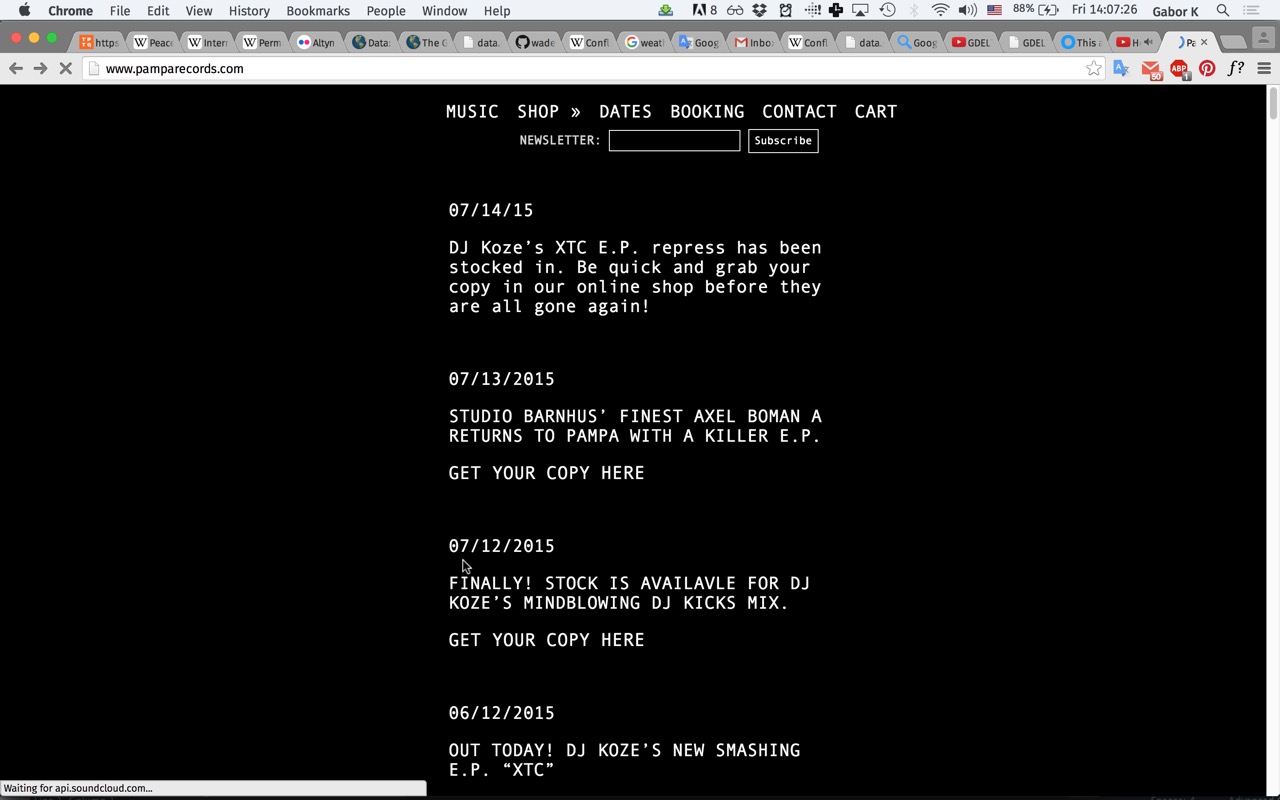 Chrome File Edit View History Bookmarks People Window Help 8 88% Fri 14:07:26 Gabor K
https Peace Intern Perm Altyn Data: The G data. wade Confl weath Goog Inbo Confl data. Goog GDEL GDEL This a H Pa
www.pamparecords.com 50 ABP 1 f?
MUSIC SHOP » DATES BOOKING CONTACT CART
NEWSLETTER: Subscribe
07/14/15
DJ Koze’s XTC E.P. repress has been
stocked in. Be quick and grab your
copy in our online shop before they
are all gone again!
07/13/2015
STUDIO BARNHUS’ FINEST AXEL BOMAN A
RETURNS TO PAMPA WITH A KILLER E.P.
GET YOUR COPY HERE
07/12/2015
FINALLY! STOCK IS AVAILAVLE FOR DJ
KOZE’S MINDBLOWING DJ KICKS MIX.
GET YOUR COPY HERE
06/12/2015
OUT TODAY! DJ KOZE’S NEW SMASHING
E.P. “XTC”
Waiting for api.soundcloud.com...